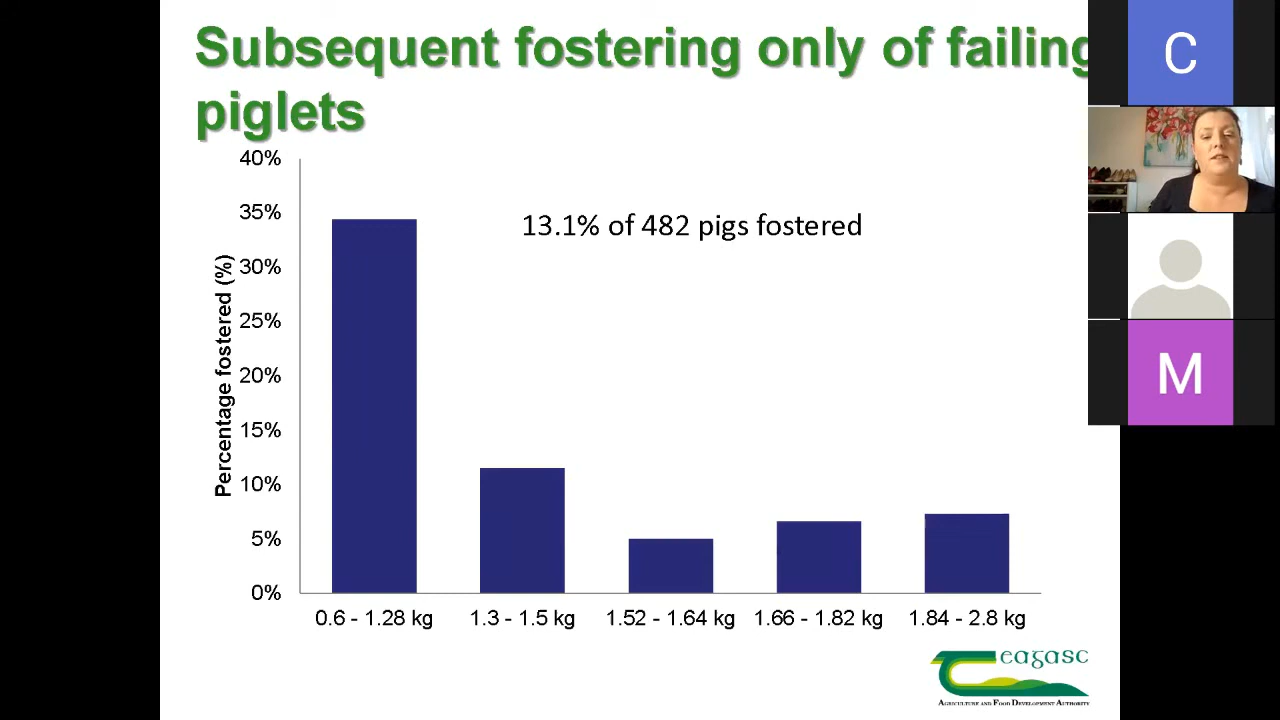 Subsequent fostering only of failing
piglets
40%
35%
30%
25%
20%
15%
10%
5%
0%
Percentage fostered (%)
13.1% of 482 pigs fostered
0.6 - 1.28 kg
1.3 - 1.5 kg
1.52 - 1.64 kg
1.66 - 1.82 kg
1.84 - 2.8 kg
eagasc
AGRICULTURE AND FOOD DEVELOPMENT AUTHORITY
C
M